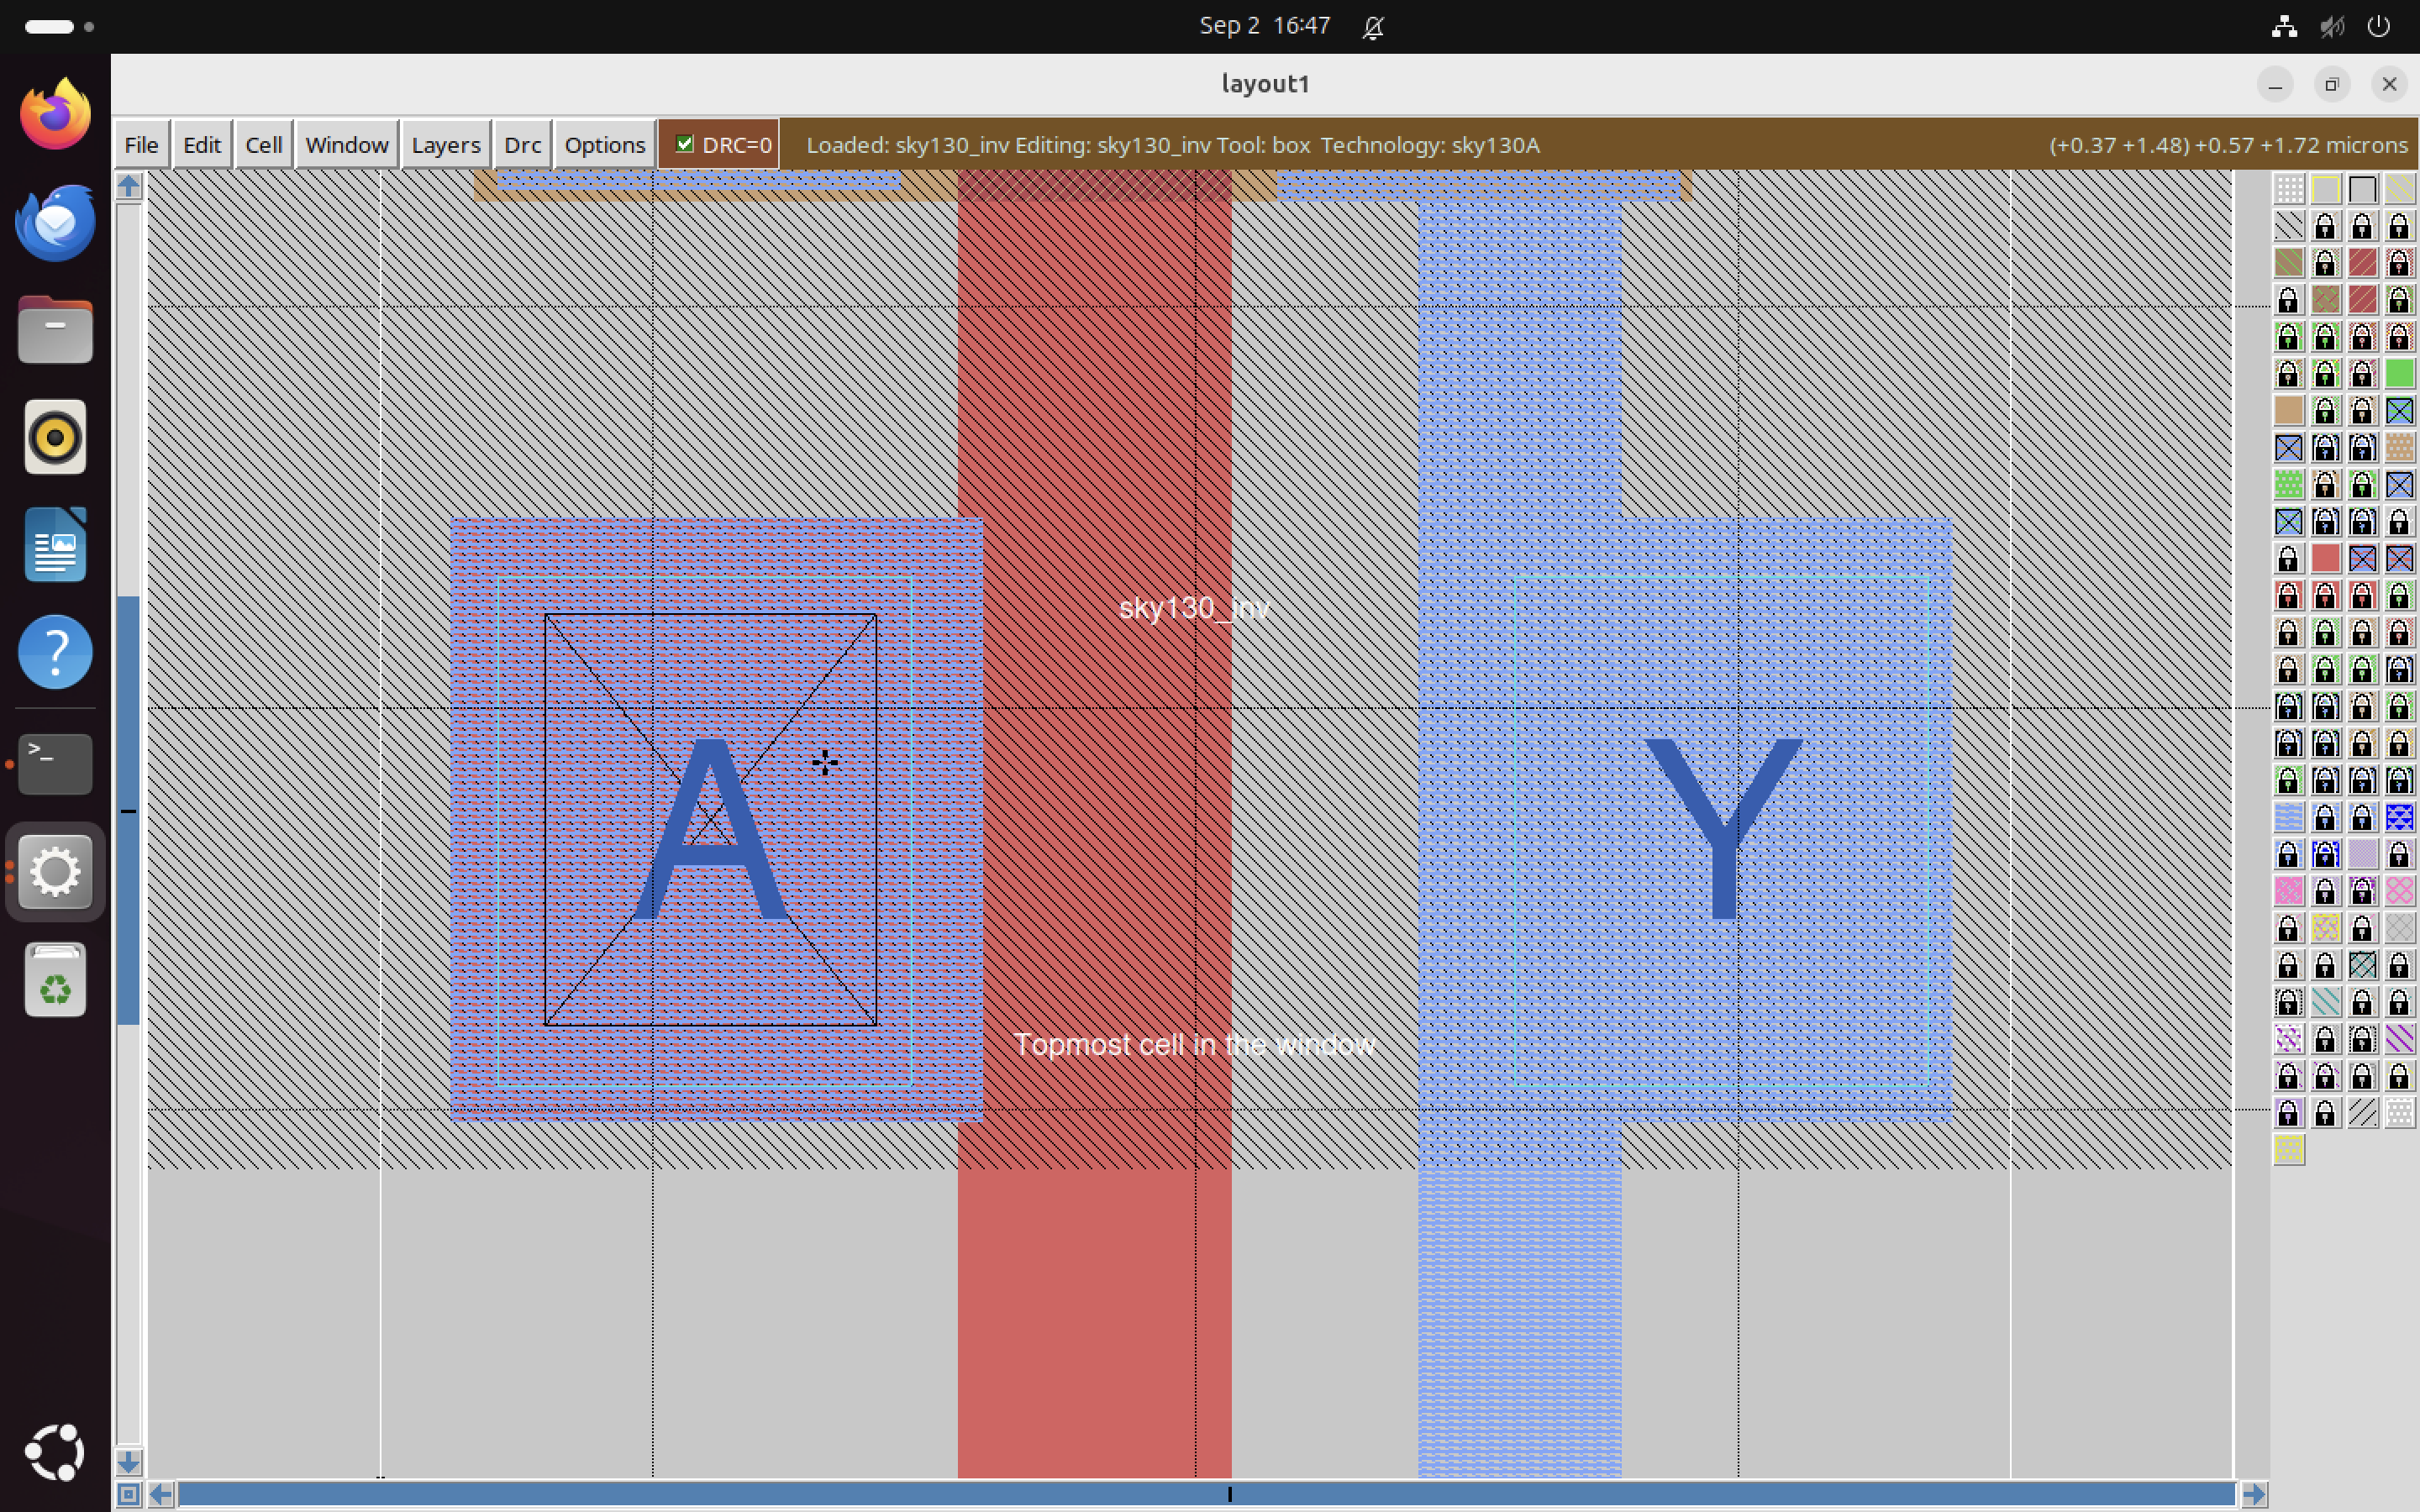 Sep 2 16:47
layout1
File Edit Cell Window Layers Drc Options DRC=0 Loaded: sky130_inv Editing: sky130_inv Tool: box Technology: sky130A (+0.37 +1.48) +0.57 +1.72 microns
sky130_inv
A
Y
Topmost cell in the window